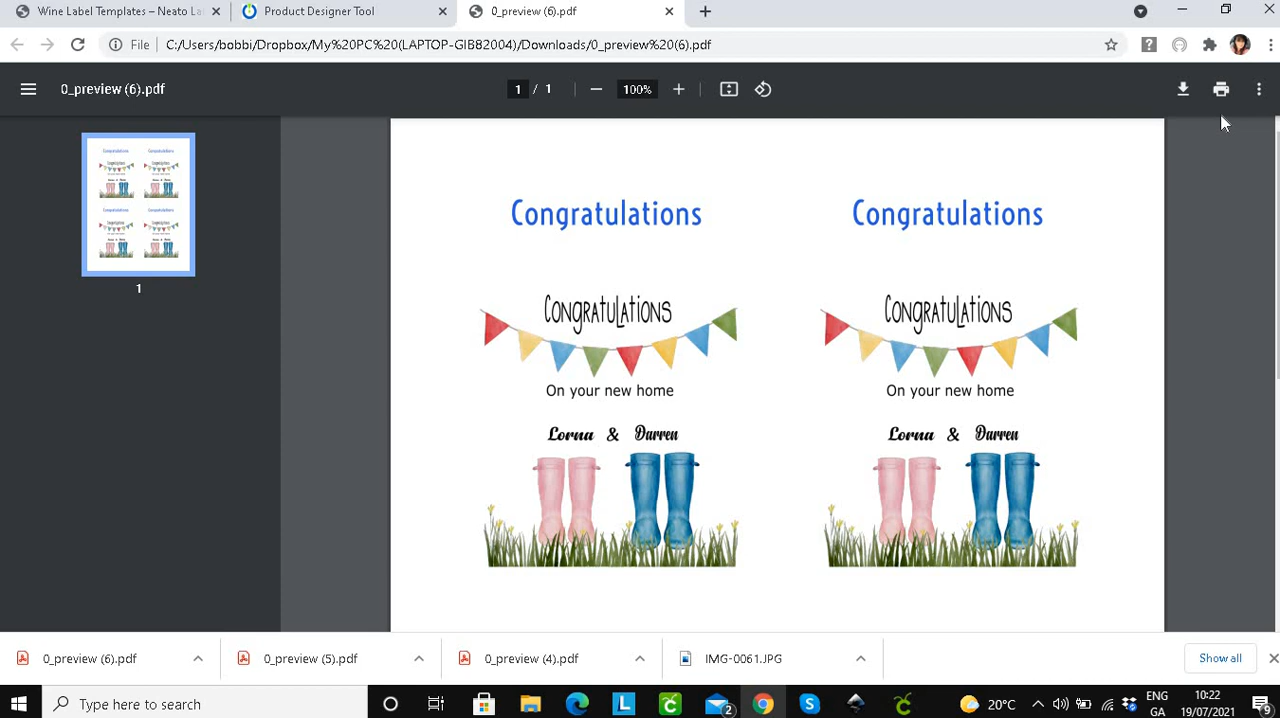 Wine Label Templates – Neato La
Product Designer Tool
0_preview (6).pdf
File
C:/Users/bobbi/Dropbox/My%20PC%20(LAPTOP-GIBB2004)/Downloads/0_preview%20(6).pdf
0_preview (6).pdf
1 / 1
100%
1
Congratulations
Congratulations
Congratulations
Congratulations
On your new home
On your new home
Lorna & Darren
Lorna & Darren
0_preview (6).pdf
0_preview (5).pdf
0_preview (4).pdf
IMG-0061.JPG
Show all
Type here to search
L
2
20°C
ENG
GA
10:22
19/07/2021
9